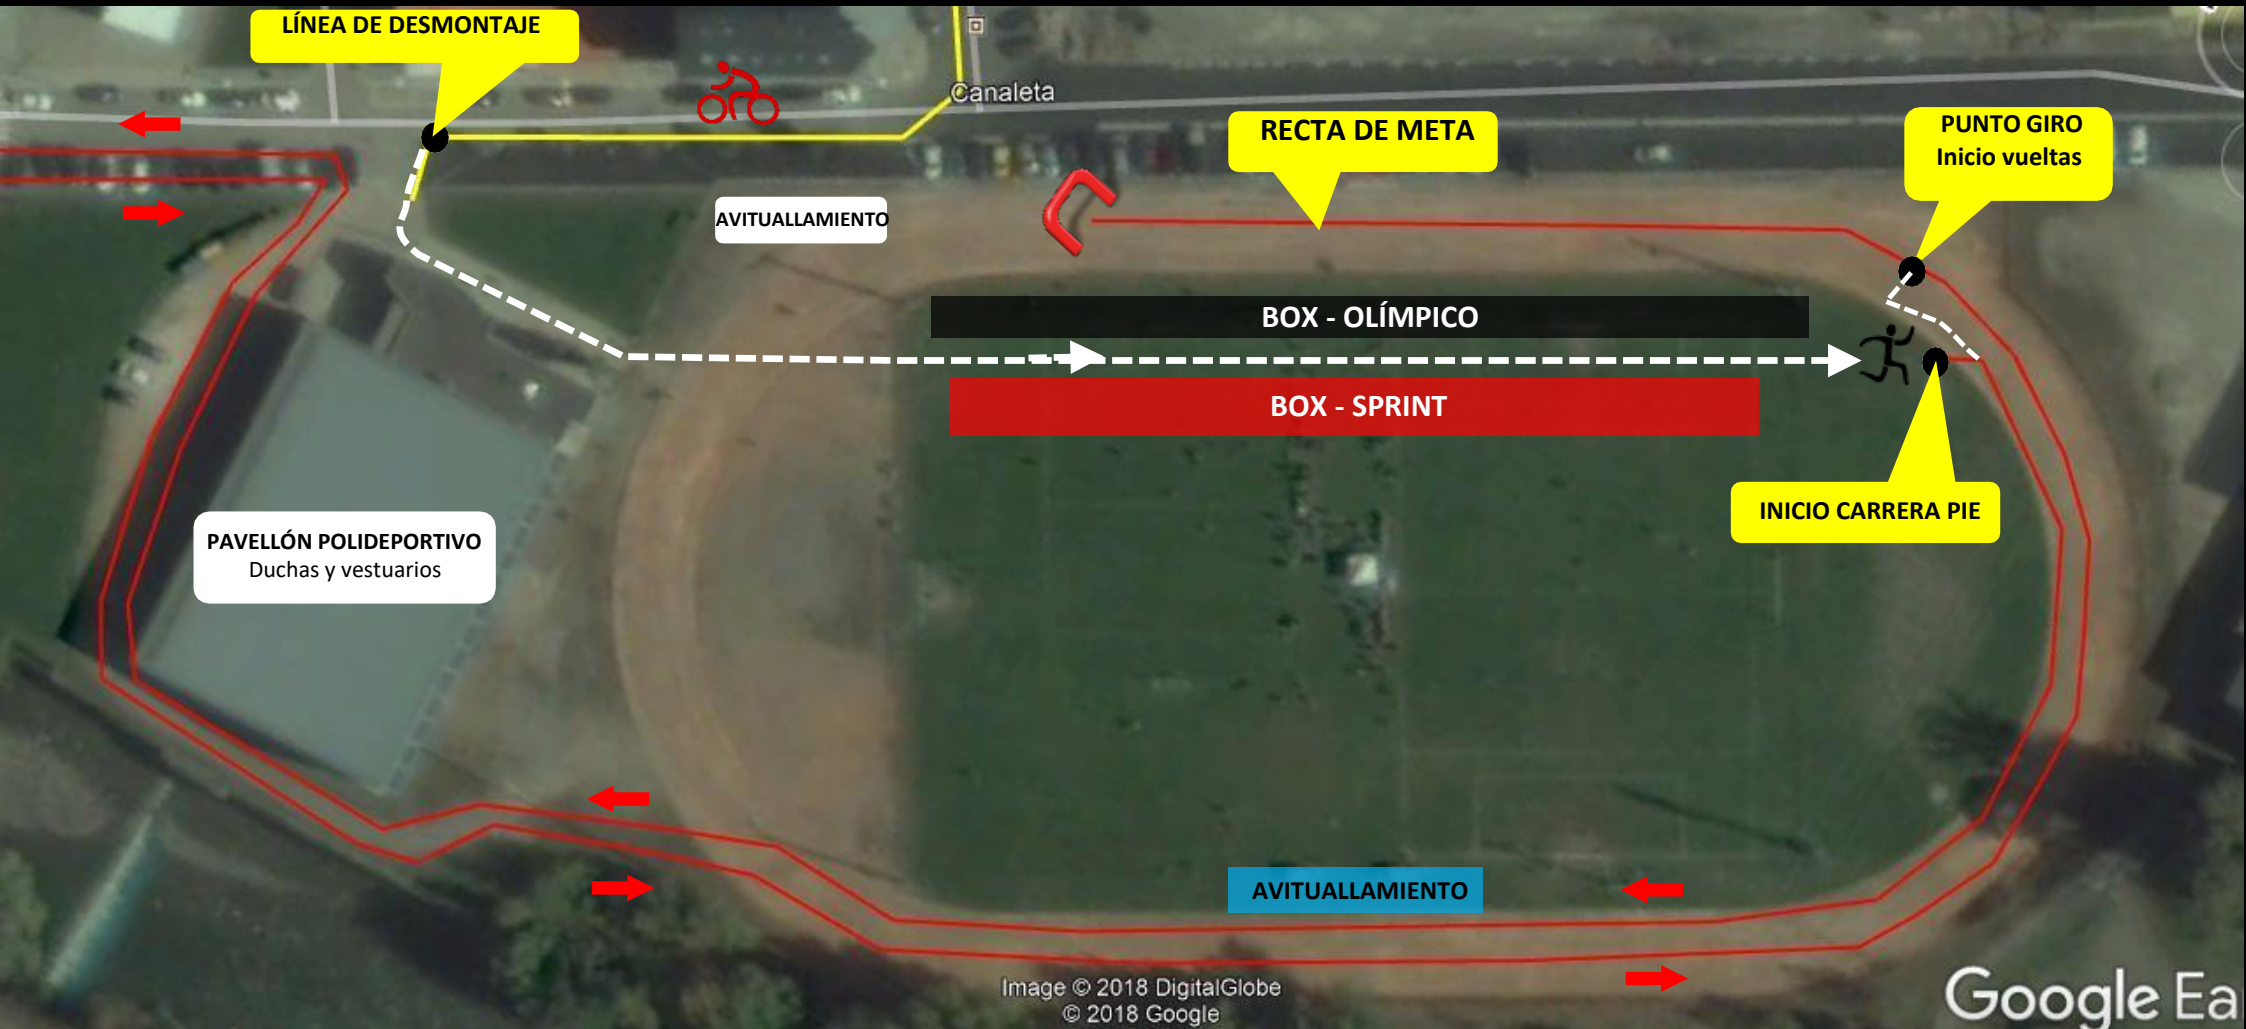 LÍNEA DE DESMONTAJE
Canaleta
RECTA DE META
PUNTO GIRO
Inicio vueltas
AVITUALLAMIENTO
BOX - OLÍMPICO
BOX - SPRINT
INICIO CARRERA PIE
PAVELLÓN POLIDEPORTIVO
Duchas y vestuarios
AVITUALLAMIENTO
Image © 2018 DigitalGlobe
© 2018 Google
Google Ea